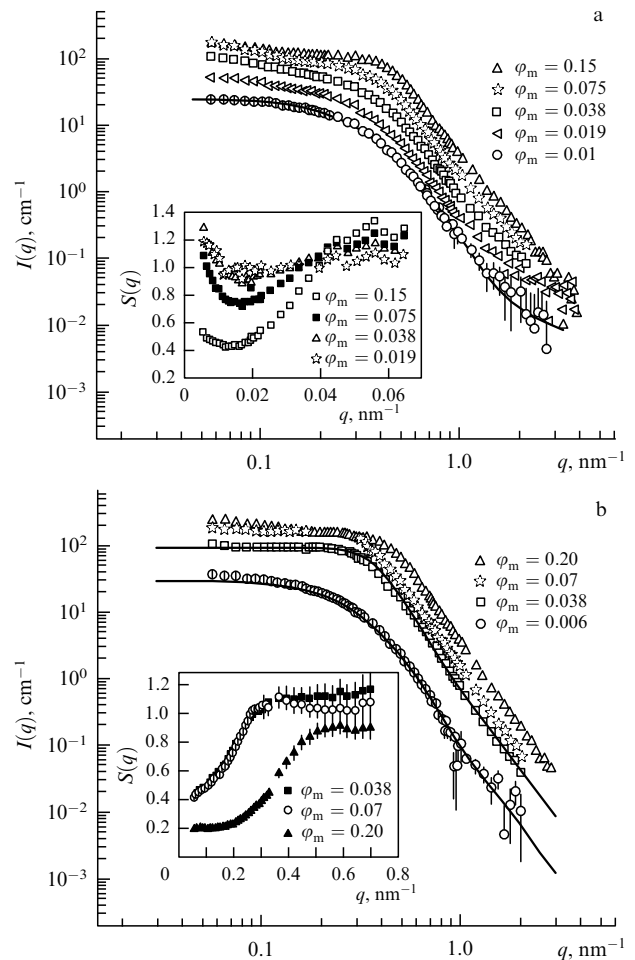 a
10²
10¹
10⁰
10⁻¹
10⁻²
10⁻³
I(q), cm⁻¹
φm = 0.15
φm = 0.075
φm = 0.038
φm = 0.019
φm = 0.01
1.4
1.2
1.0
0.8
0.6
0.4
0.2
S(q)
φm = 0.15
φm = 0.075
φm = 0.038
φm = 0.019
0 0.02 0.04 0.06
q, nm⁻¹
0.1 1.0 q, nm⁻¹
b
10²
10¹
10⁰
10⁻¹
10⁻²
10⁻³
I(q), cm⁻¹
φm = 0.20
φm = 0.07
φm = 0.038
φm = 0.006
1.2
1.0
0.8
0.6
0.4
0.2
S(q)
φm = 0.038
φm = 0.07
φm = 0.20
0 0.2 0.4 0.6 0.8
q, nm⁻¹
0.1 1.0 q, nm⁻¹